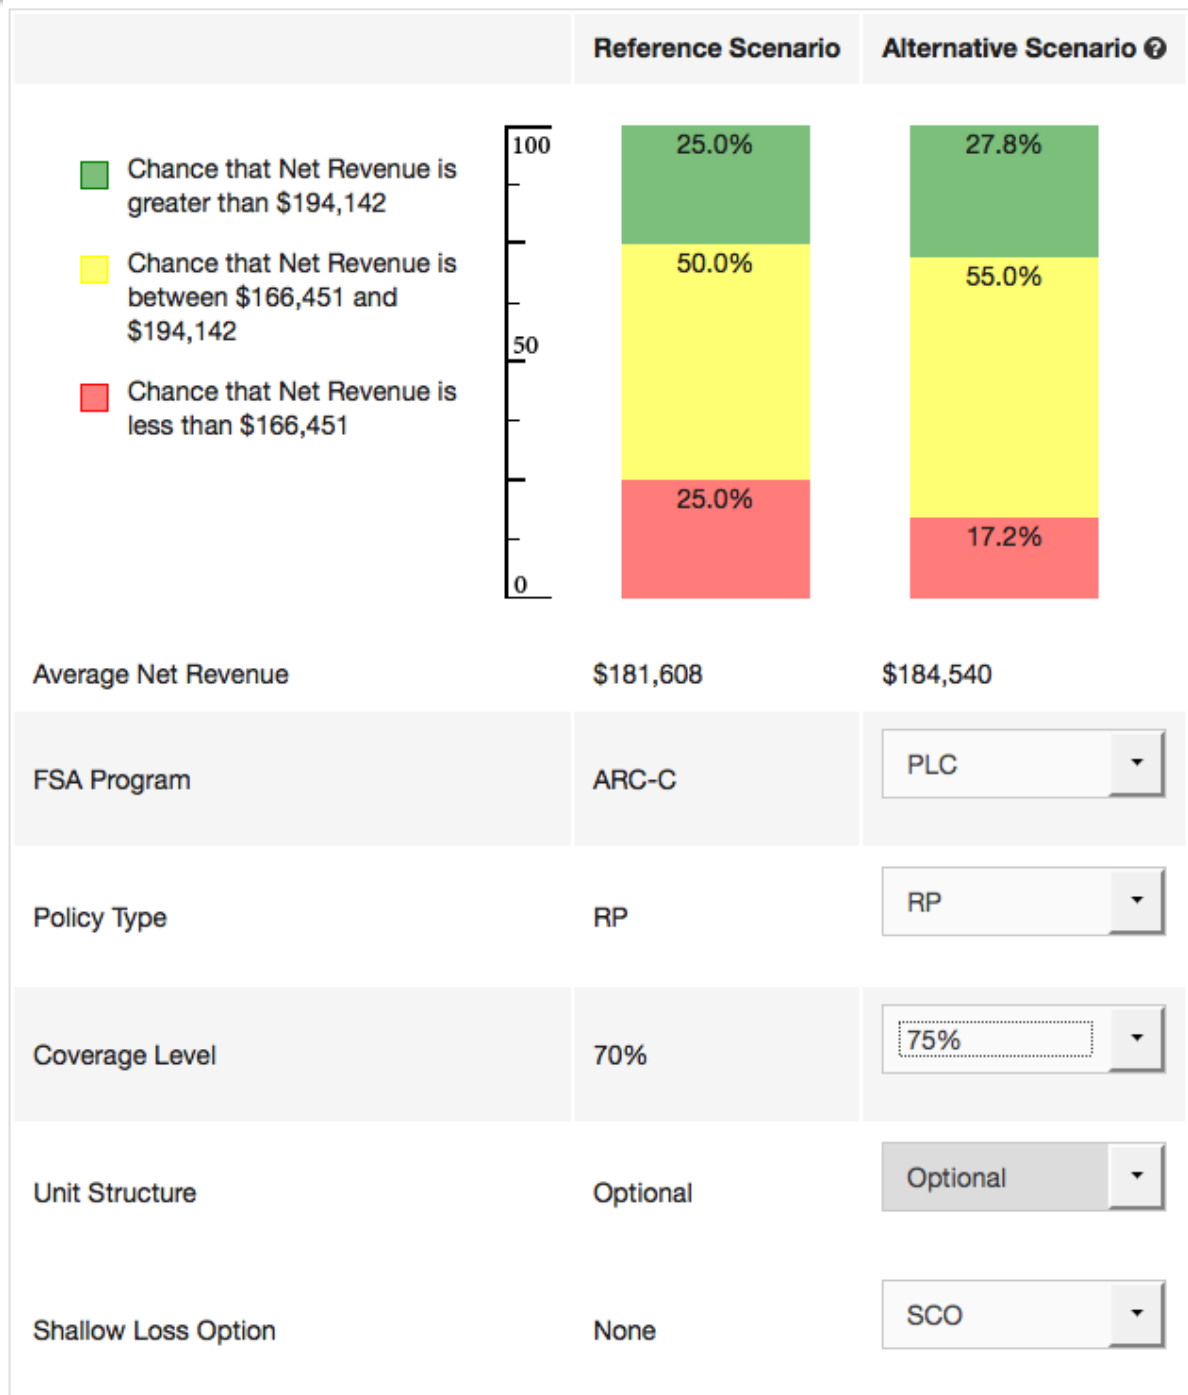 Reference Scenario Alternative Scenario ?
Chance that Net Revenue is
greater than $194,142
Chance that Net Revenue is
between $166,451 and
$194,142
Chance that Net Revenue is
less than $166,451
100
50
0
25.0%
50.0%
25.0%
27.8%
55.0%
17.2%
Average Net Revenue $181,608 $184,540
FSA Program ARC-C PLC
Policy Type RP RP
Coverage Level 70% 75%
Unit Structure Optional Optional
Shallow Loss Option None SCO